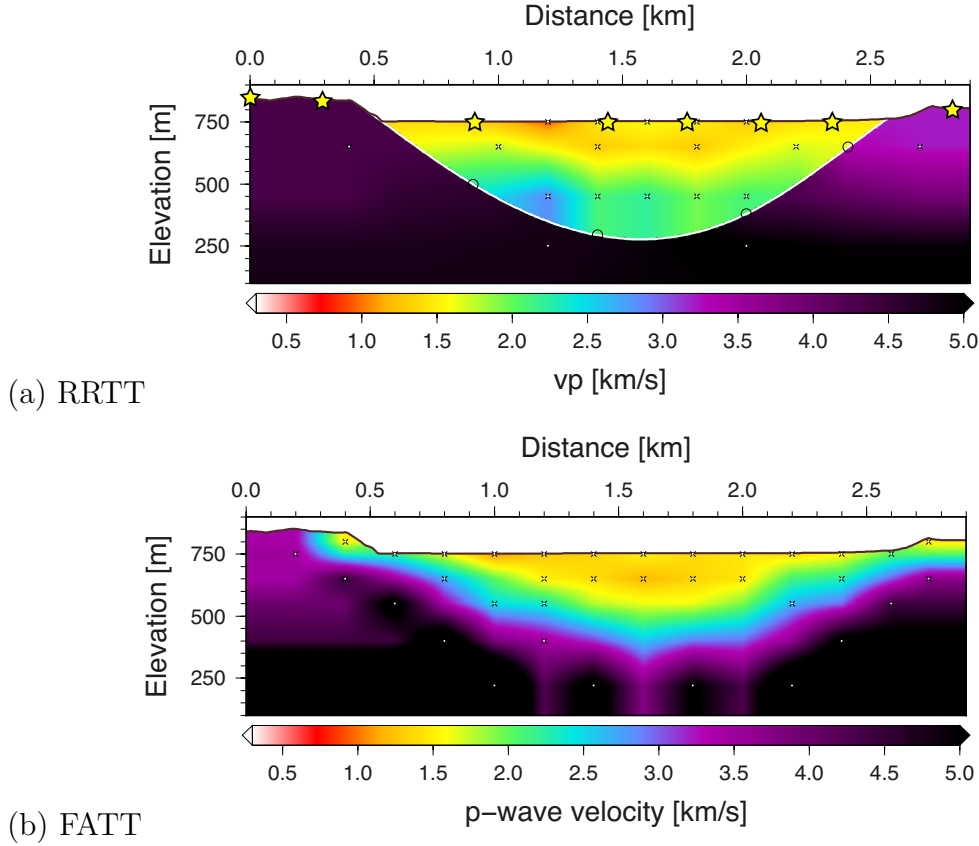 Distance [km]
0.0 0.5 1.0 1.5 2.0 2.5
Elevation [m]
750
500
250
0.5 1.0 1.5 2.0 2.5 3.0 3.5 4.0 4.5 5.0
vp [km/s]
(a) RRTT
Distance [km]
0.0 0.5 1.0 1.5 2.0 2.5
Elevation [m]
750
500
250
0.5 1.0 1.5 2.0 2.5 3.0 3.5 4.0 4.5 5.0
p−wave velocity [km/s]
(b) FATT